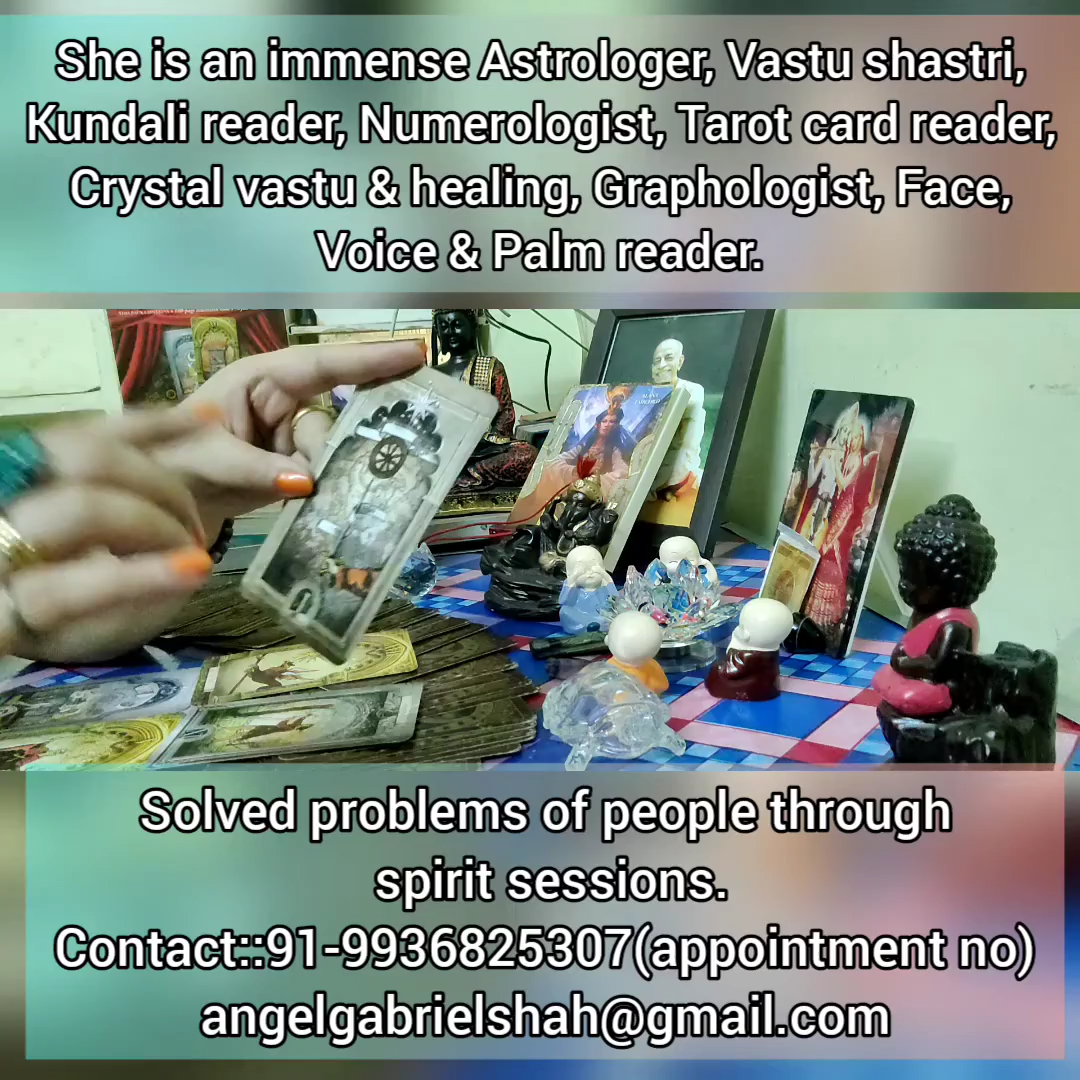 She is an immense Astrologer, Vastu shastri,
Kundali reader, Numerologist, Tarot card reader,
Crystal vastu & healing, Graphologist, Face,
Voice & Palm reader.
Solved problems of people through
spirit sessions.
Contact::91-9936825307(appointment no)
angelgabrielshah@gmail.com